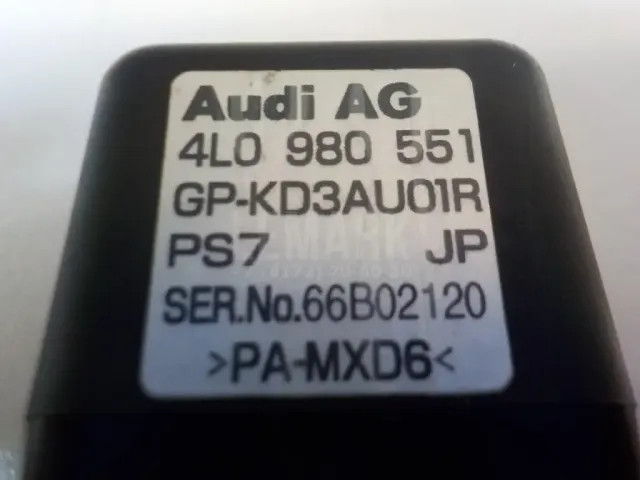 Audi AG
4L0 980 551
GP-KD3AU01R
PS7 JP
SER.No.66B02120
>PA-MXD6<